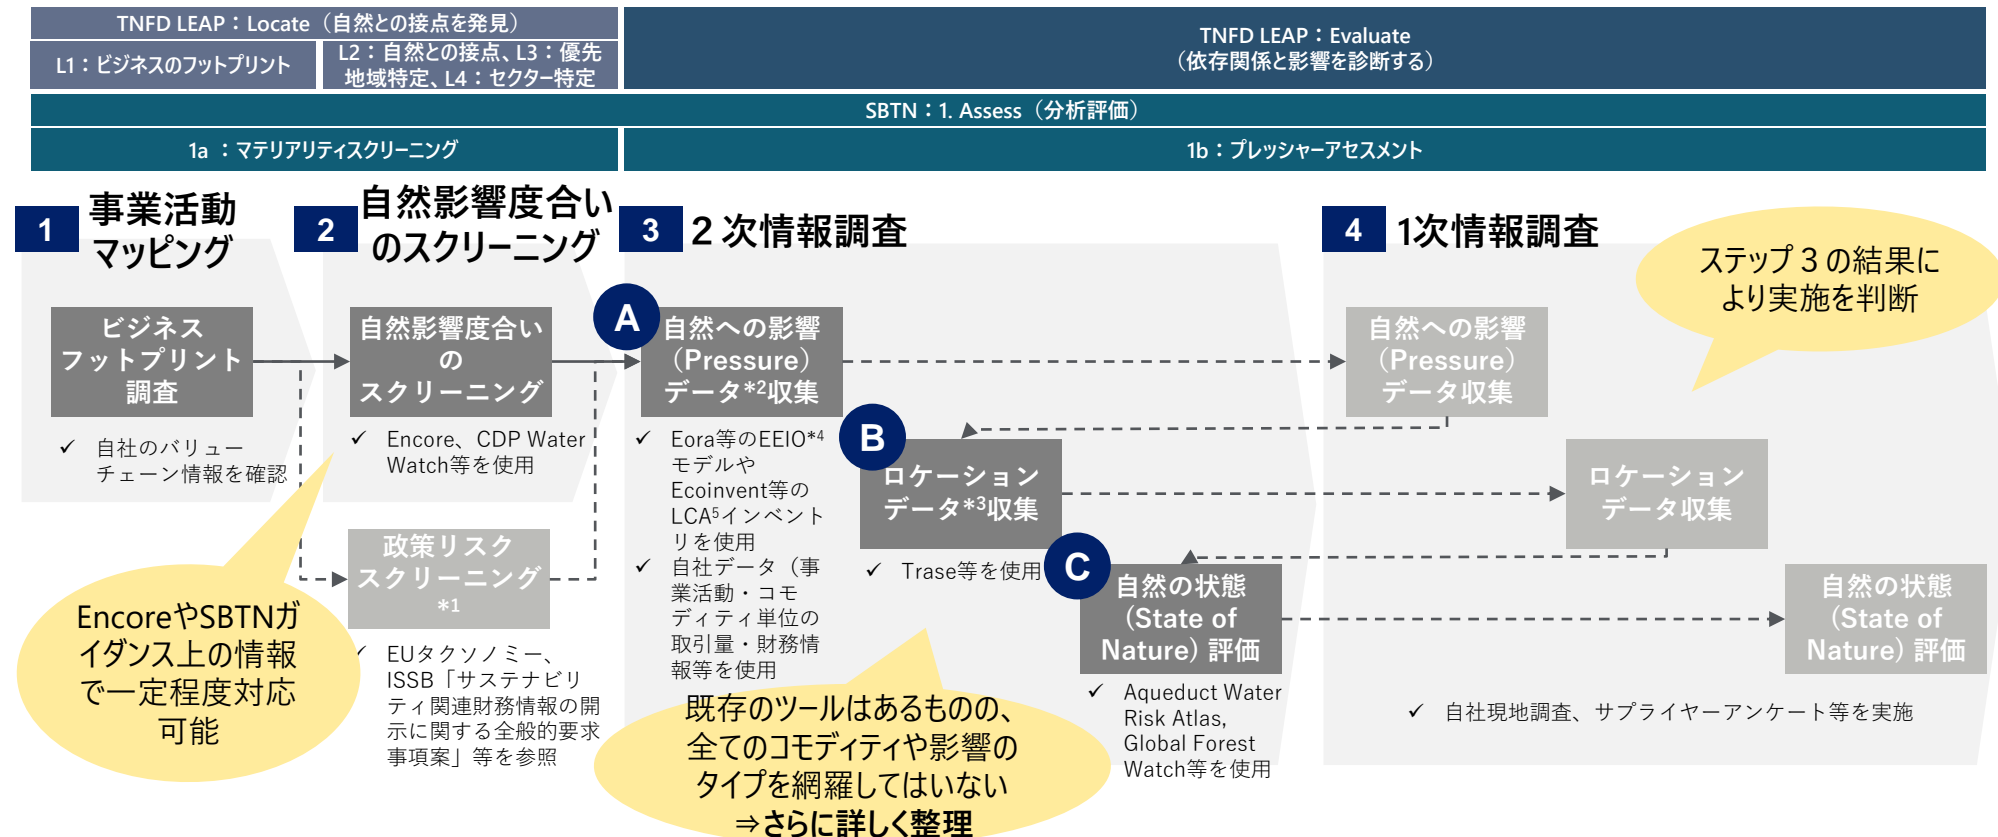 TNFD LEAP：Locate（自然との接点を発見）
L1：ビジネスのフットプリント
L2：自然との接点、L3：優先
地域特定、L4：セクター特定
TNFD LEAP：Evaluate
（依存関係と影響を診断する）
SBTN：1. Assess（分析評価）
1a ：マテリアリティスクリーニング
1b：プレッシャーアセスメント
1
事業活動
マッピング
2
自然影響度合い
のスクリーニング
3
２次情報調査
4
1次情報調査
ステップ３の結果に
より実施を判断
ビジネス
フットプリント
調査
✓ 自社のバリュー
チェーン情報を確認
自然影響度合い
の
スクリーニング
✓ Encore、CDP Water
Watch等を使用
政策リスク
スクリーニング
*1
✓ EUタクソノミー、
ISSB「サステナビリ
ティ関連財務情報の開
示に関する全般的要求
事項案」等を参照
EncoreやSBTNガ
イダンス上の情報
で一定程度対応
可能
A
自然への影響
（Pressure）
データ*2収集
✓ Eora等のEEIO*4
モデルや
Ecoinvent等の
LCA5インベント
リを使用
✓ 自社データ（事
業活動・コモ
ディティ単位の
取引量・財務情
報等を使用
B
ロケーション
データ*3収集
✓ Trase等を使用
C
自然の状態
（State of
Nature）評価
✓ Aqueduct Water
Risk Atlas,
Global Forest
Watch等を使用
既存のツールはあるものの、
全てのコモディティや影響の
タイプを網羅してはいない
⇒さらに詳しく整理
自然への影響
（Pressure）
データ収集
ロケーション
データ収集
自然の状態
（State of
Nature）評価
✓ 自社現地調査、サプライヤーアンケート等を実施